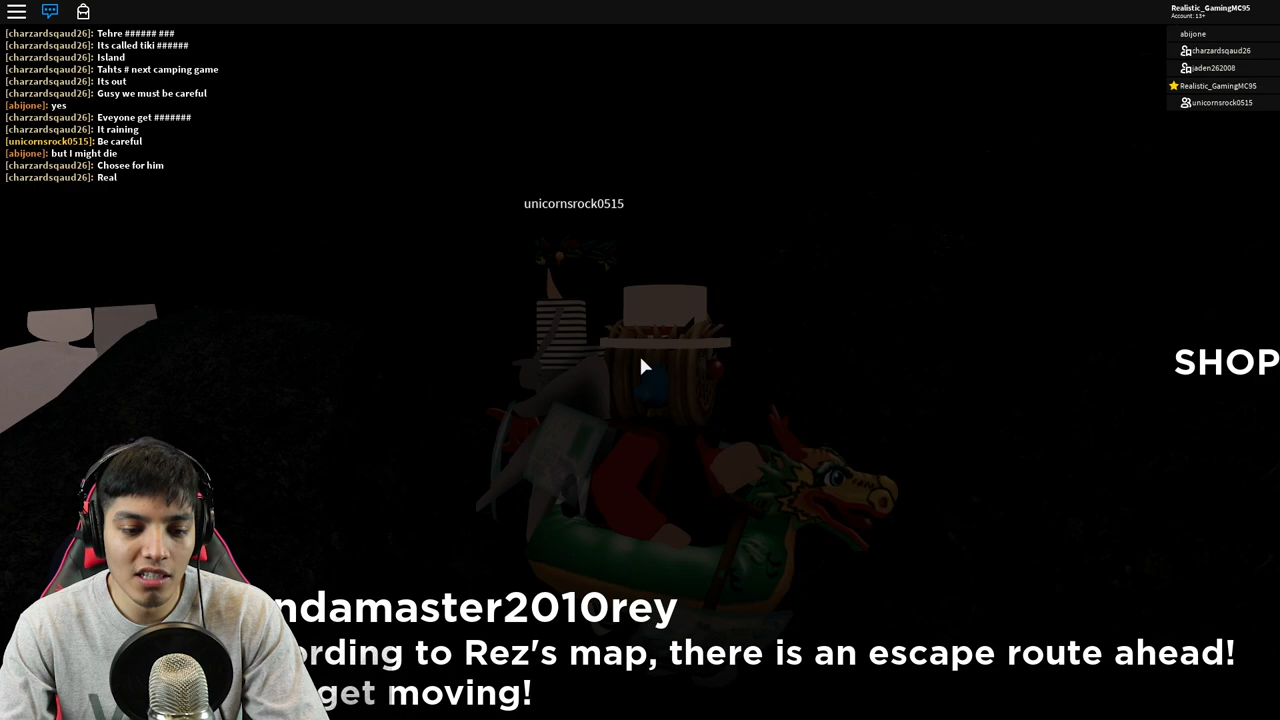 Realistic_GamingMC95
Account: 13+
[charzardsqaud26]: Tehre ###### ###
[charzardsqaud26]: Its called tiki ######
[charzardsqaud26]: Island
[charzardsqaud26]: Tahts # next camping game
[charzardsqaud26]: Its out
[charzardsqaud26]: Gusy we must be careful
[abijone]: yes
[charzardsqaud26]: Eveyone get #######
[charzardsqaud26]: It raining
[unicornsrock0515]: Be careful
[abijone]: but I might die
[charzardsqaud26]: Chosee for him
[charzardsqaud26]: Real
abijone
charzardsqaud26
jaden262008
Realistic_GamingMC95
unicornsrock0515
unicornsrock0515
SHOP
ndamaster2010rey
ording to Rez's map, there is an escape route ahead!
get moving!